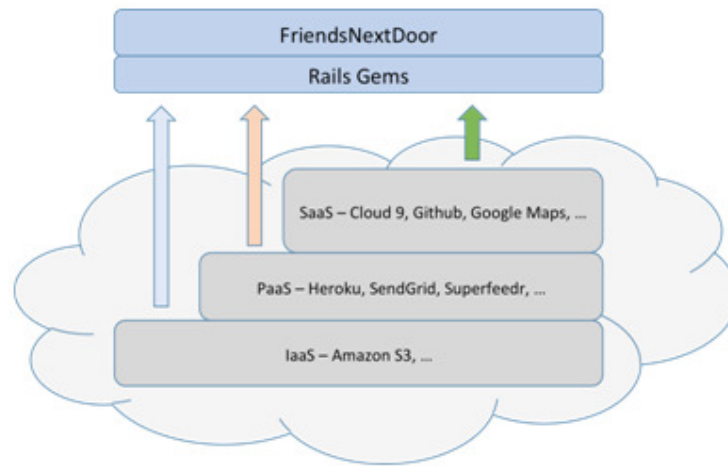 FriendsNextDoor
Rails Gems
SaaS – Cloud 9, Github, Google Maps, ...
PaaS – Heroku, SendGrid, Superfeedr, ...
IaaS – Amazon S3, ...